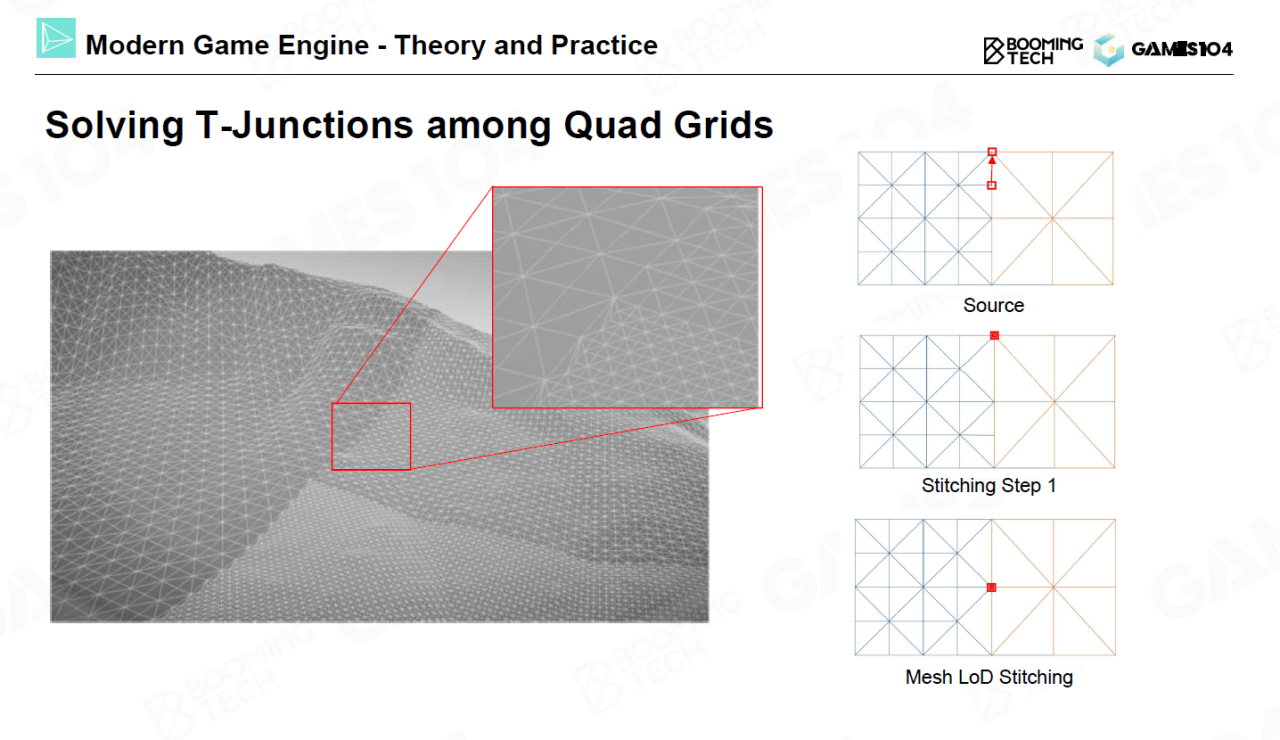 Modern Game Engine - Theory and Practice
BOOMING
TECH
GAMES104
Solving T-Junctions among Quad Grids
Source
Stitching Step 1
Mesh LoD Stitching